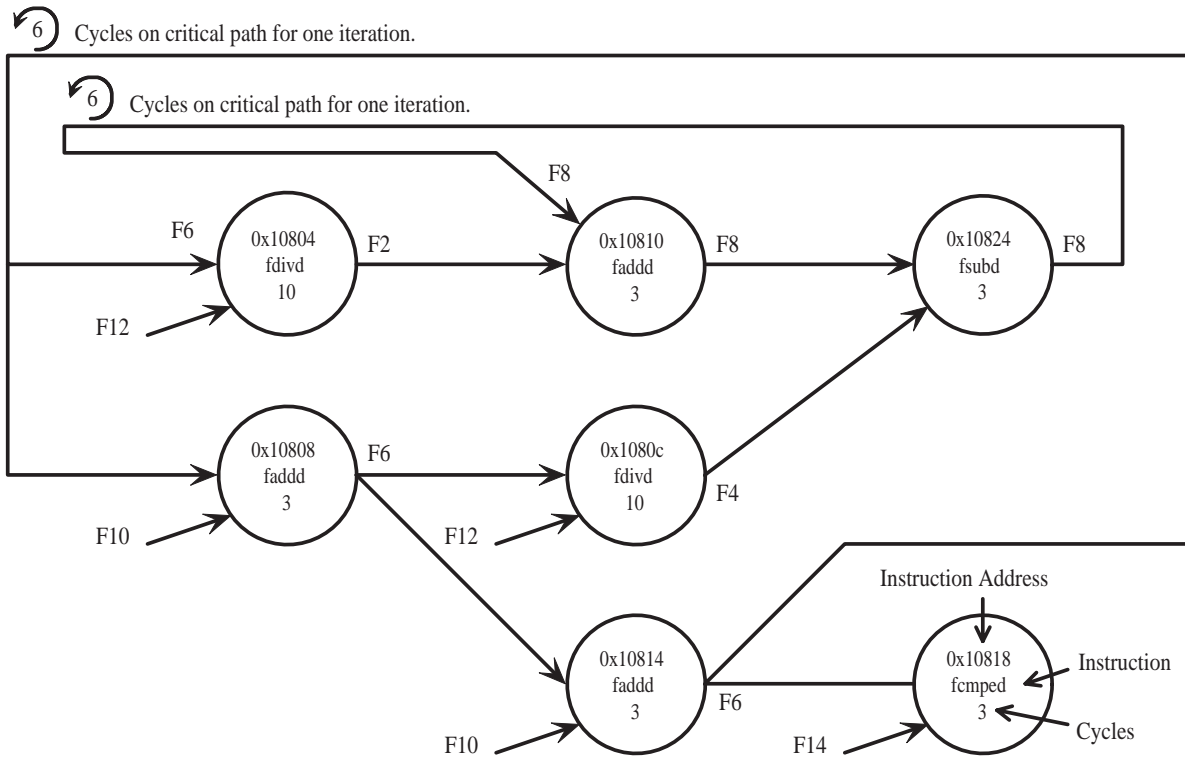 6 Cycles on critical path for one iteration.
6 Cycles on critical path for one iteration.
F8
F6
0x10804
fdivd
10
F2
0x10810
faddd
3
F8
0x10824
fsubd
3
F8
F12
0x10808
faddd
3
F6
0x1080c
fdivd
10
F4
F10
F12
Instruction Address
0x10814
faddd
3
F6
0x10818
fcmped
3
Instruction
Cycles
F10
F14